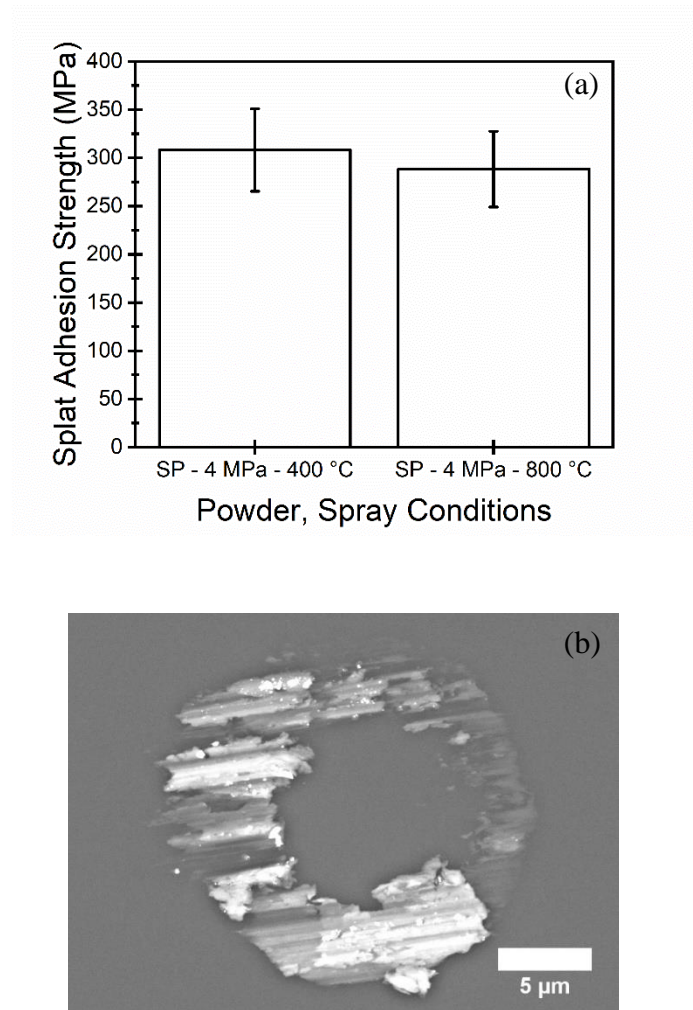 (a)
Splat Adhesion Strength (MPa)
400
350
300
250
200
150
100
50
0
SP - 4 MPa - 400 °C
SP - 4 MPa - 800 °C
Powder, Spray Conditions
(b)
5 µm